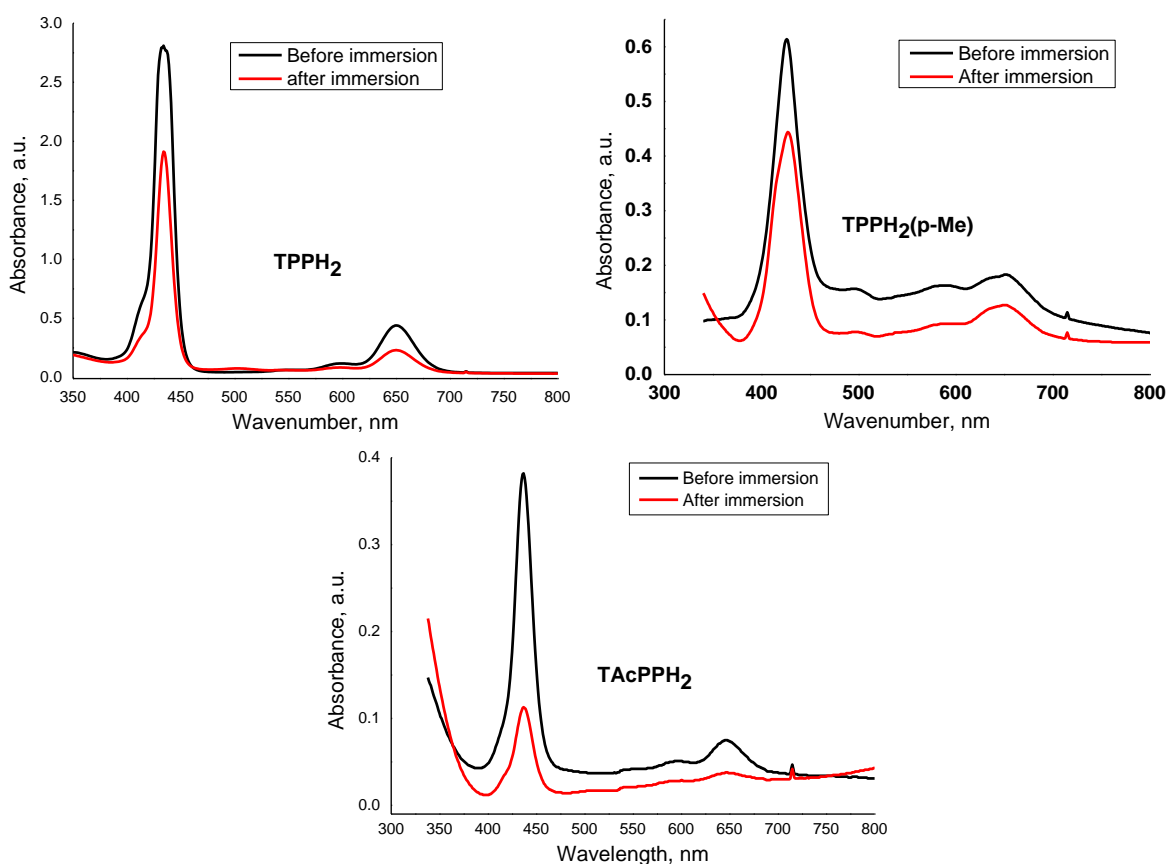 3.0
2.5
2.0
1.5
1.0
0.5
0.0
Absorbance, a.u.
Before immersion
after immersion
TPPH2
350 400 450 500 550 600 650 700 750 800
Wavenumber, nm
0.6
0.5
0.4
0.3
0.2
0.1
0.0
Absorbance, a.u.
Before immersion
After immersion
TPPH2(p-Me)
300 400 500 600 700 800
Wavenumber, nm
0.4
0.3
0.2
0.1
0.0
Absorbance, a.u.
Before immersion
After immersion
TAcPPH2
300 350 400 450 500 550 600 650 700 750 800
Wavelength, nm